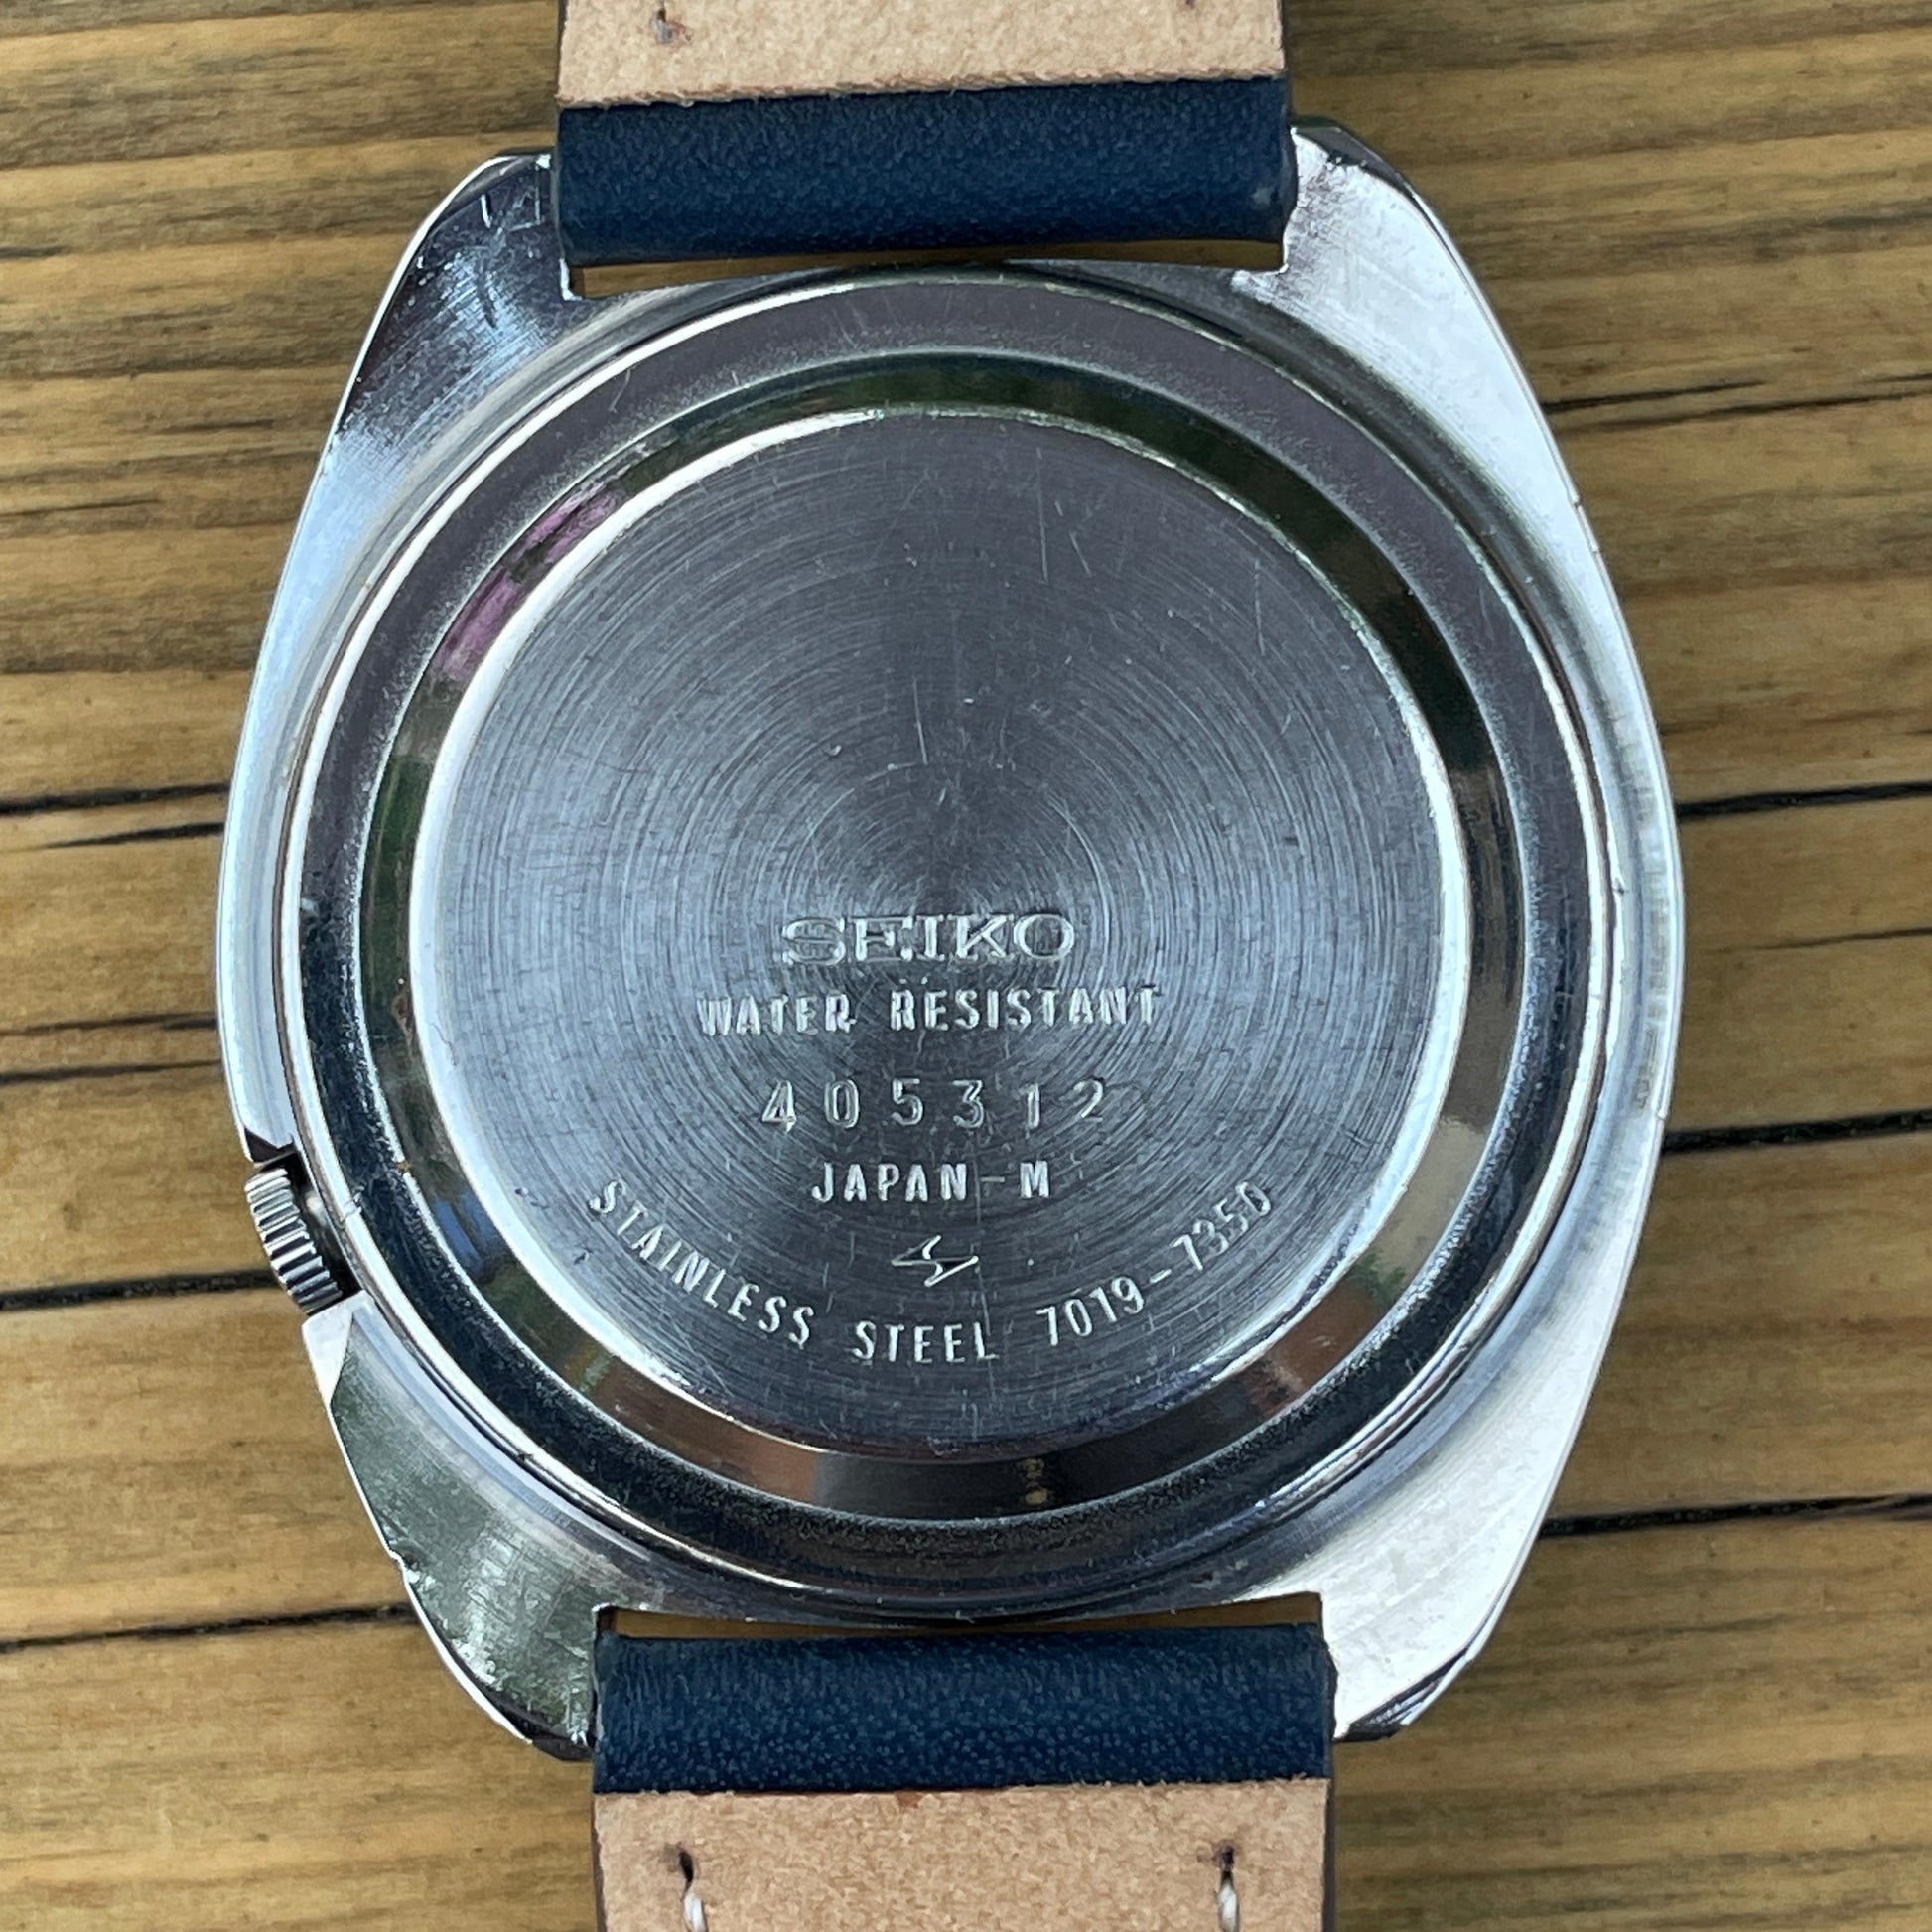 SEIKO
WATER RESISTANT
405312
JAPAN-M
STAINLESS STEEL 7019-7350